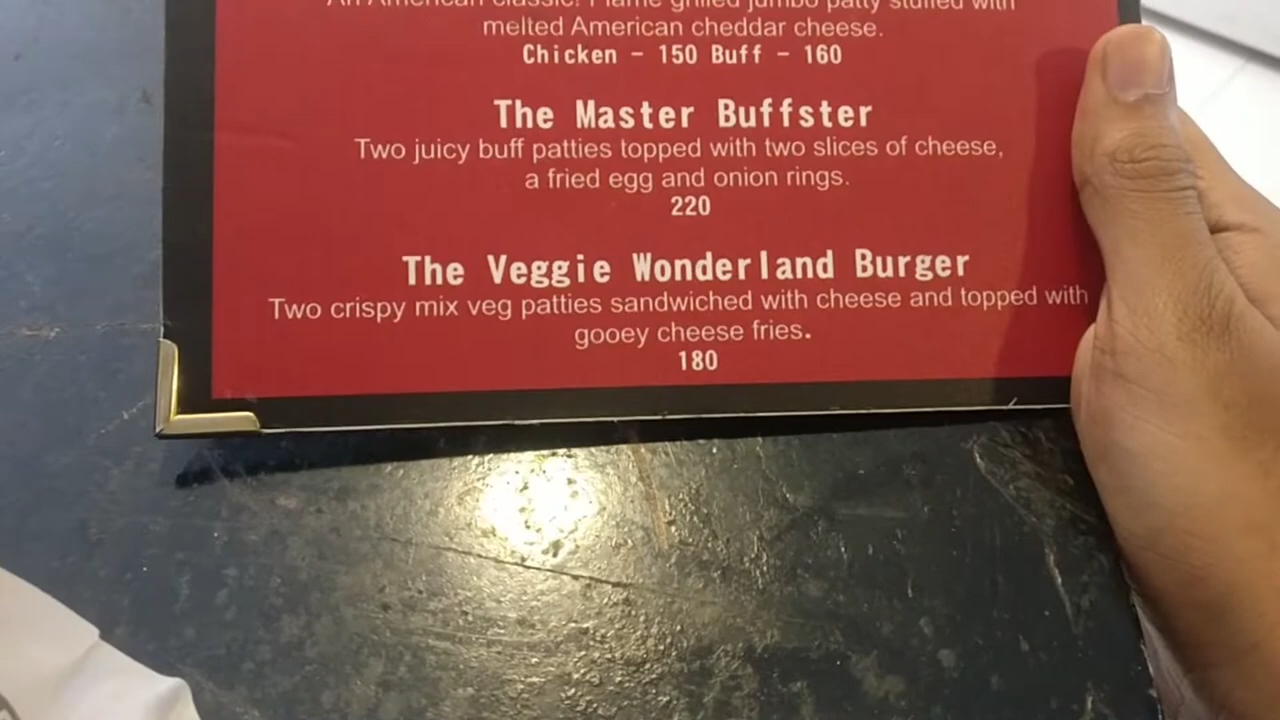 An American classic! Flame grilled jumbo patty stuffed with
melted American cheddar cheese.
Chicken - 150 Buff - 160
The Master Buffster
Two juicy buff patties topped with two slices of cheese,
a fried egg and onion rings.
220
The Veggie Wonderland Burger
Two crispy mix veg patties sandwiched with cheese and topped with
gooey cheese fries.
180